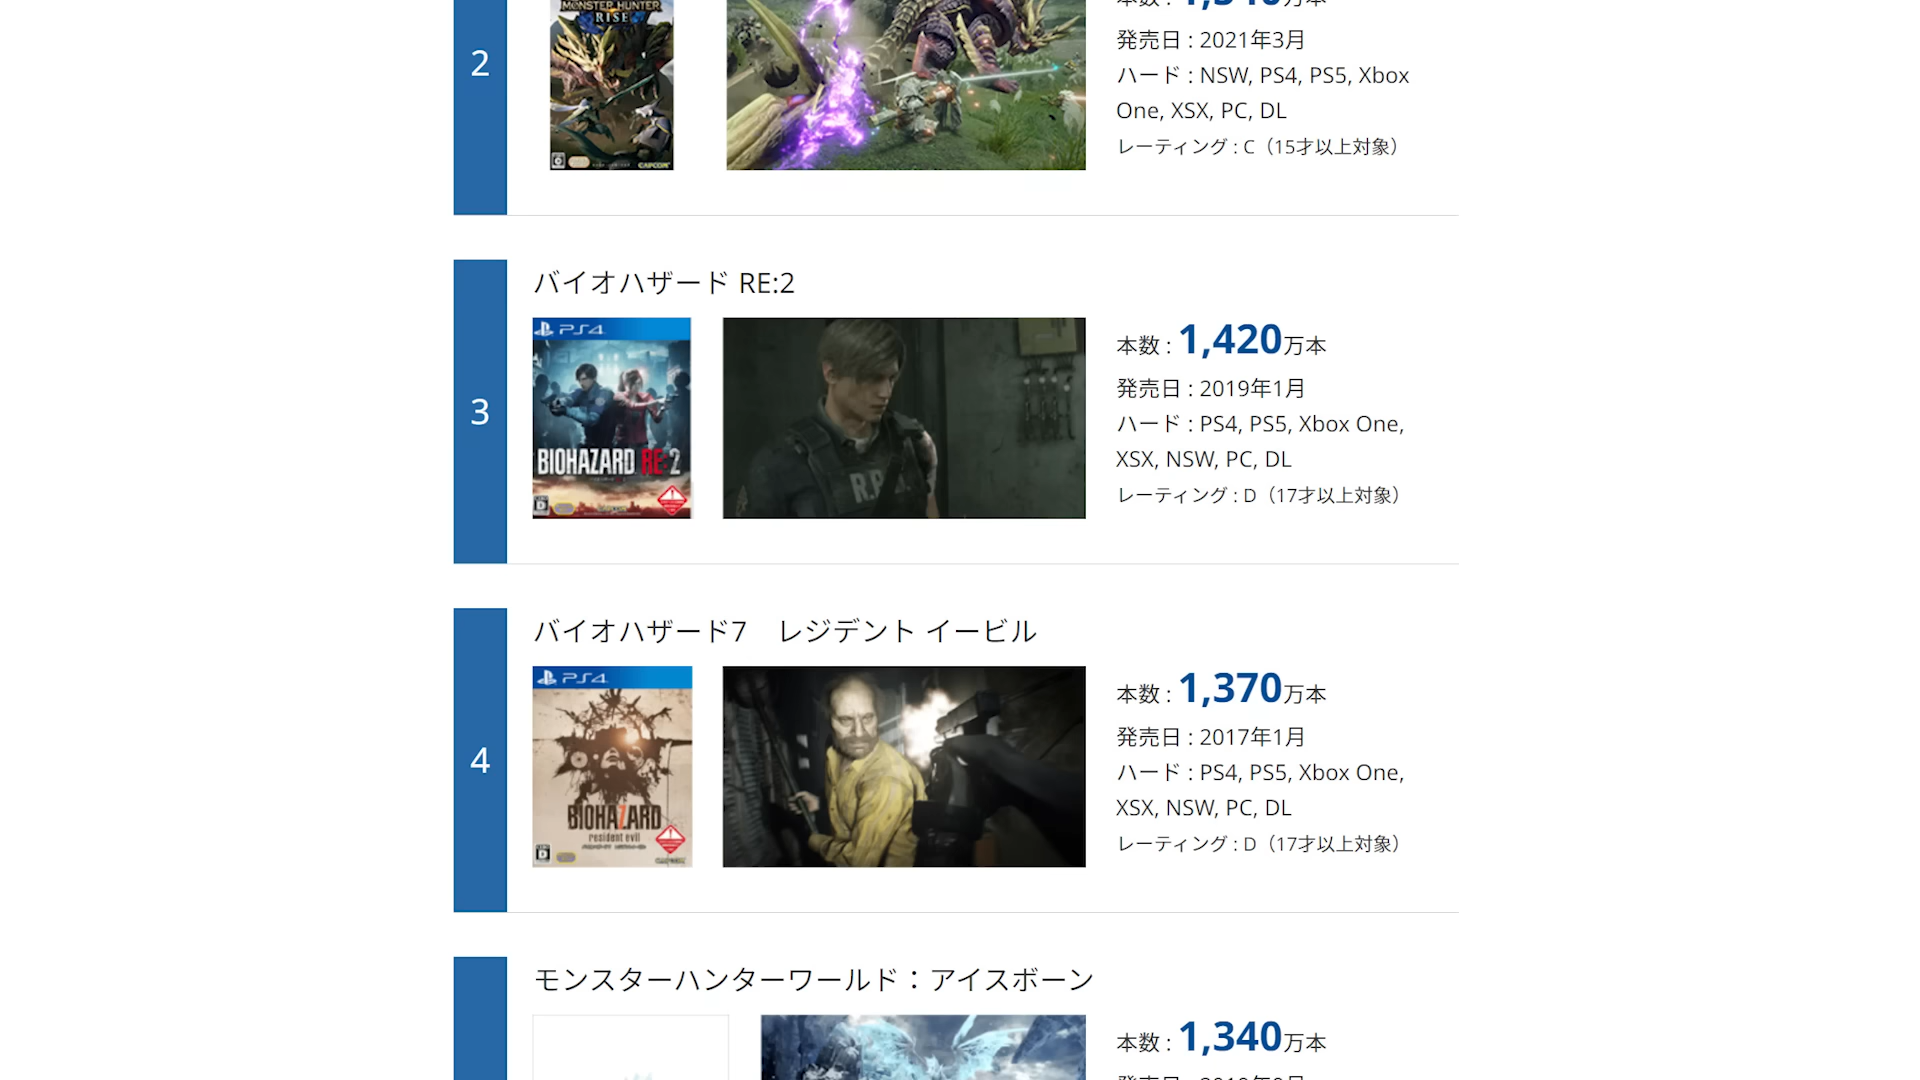 2
MONSTER HUNTER
RISE
CAPCOM
発売日 : 2021年3月
ハード : NSW, PS4, PS5, Xbox
One, XSX, PC, DL
レーティング : C（15才以上対象）
3
バイオハザード RE:2
PS4
BIOHAZARD RE:2
D
R.P.
本数 : 1,420万本
発売日 : 2019年1月
ハード : PS4, PS5, Xbox One,
XSX, NSW, PC, DL
レーティング : D（17才以上対象）
4
バイオハザード7　レジデント イービル
PS4
BIOHAZARD
resident evil
D
本数 : 1,370万本
発売日 : 2017年1月
ハード : PS4, PS5, Xbox One,
XSX, NSW, PC, DL
レーティング : D（17才以上対象）
モンスターハンターワールド：アイスボーン
本数 : 1,340万本